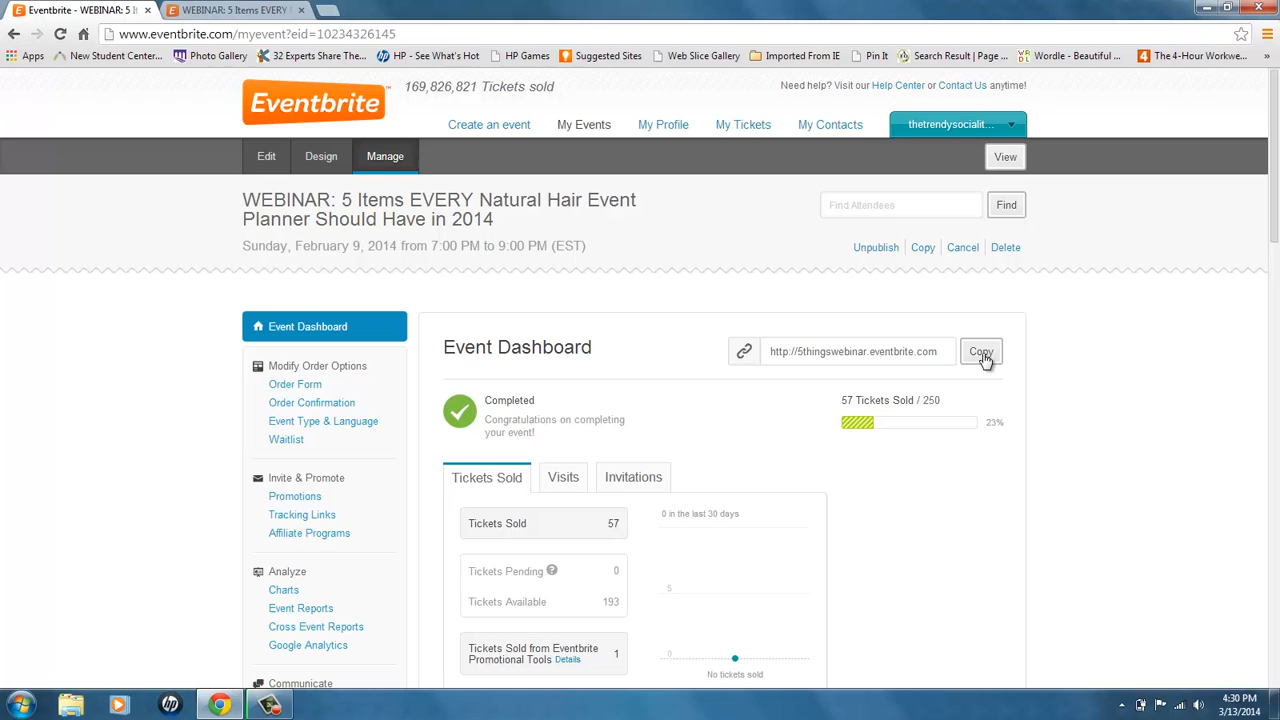 Eventbrite - WEBINAR: 5 I
WEBINAR: 5 Items EVERY
www.eventbrite.com/myevent?eid=10234326145
Apps
New Student Center...
Photo Gallery
32 Experts Share The...
HP - See What's Hot
HP Games
Suggested Sites
Web Slice Gallery
Imported From IE
Pin It
Search Result | Page...
Wordle - Beautiful ...
The 4-Hour Workwe...
Eventbrite
169,826,821 Tickets sold
Need help? Visit our Help Center or Contact Us anytime!
Create an event
My Events
My Profile
My Tickets
My Contacts
thetrendysocialit...
Edit
Design
Manage
View
WEBINAR: 5 Items EVERY Natural Hair Event
Planner Should Have in 2014
Find Attendees
Find
Sunday, February 9, 2014 from 7:00 PM to 9:00 PM (EST)
Unpublish
Copy
Cancel
Delete
Event Dashboard
Modify Order Options
Order Form
Order Confirmation
Event Type & Language
Waitlist
Invite & Promote
Promotions
Tracking Links
Affiliate Programs
Analyze
Charts
Event Reports
Cross Event Reports
Google Analytics
Communicate
Event Dashboard
http://5thingswebinar.eventbrite.com
Copy
Completed
Congratulations on completing
your event!
57 Tickets Sold / 250
23%
Tickets Sold
Visits
Invitations
Tickets Sold 57
Tickets Pending ? 0
Tickets Available 193
Tickets Sold from Eventbrite
Promotional Tools Details 1
0 in the last 30 days
5
0
No tickets sold
4:30 PM
3/13/2014